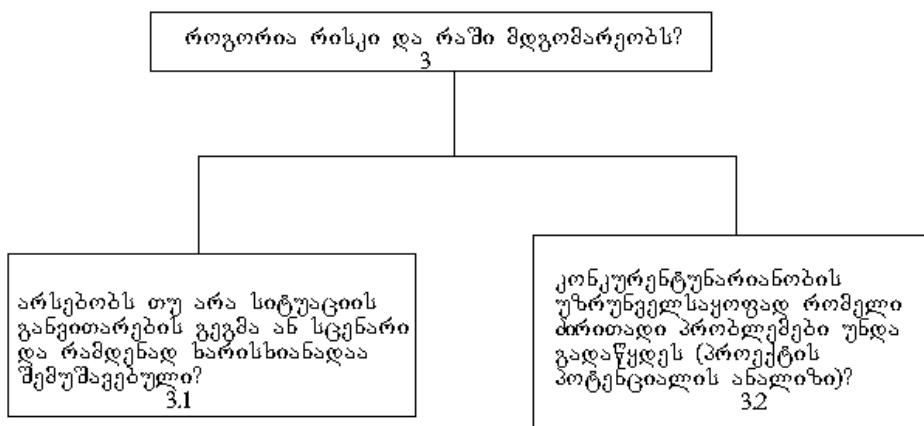 როგორია რისკი და რაში მდგომარეობს?
3
არსებობს თუ არა სიტუაციის
განვითარების გეგმა ან სცენარი
და რამდენად ხარისხიანადაა
შემუშავებული?
3.1
კონკურენტუნარიანობის
უზრუნველსაყოფად რომელი
ძირითადი პრობლემები უნდა
გადაწყდეს (პროექტის
პოტენციალის ანალიზი)?
3.2